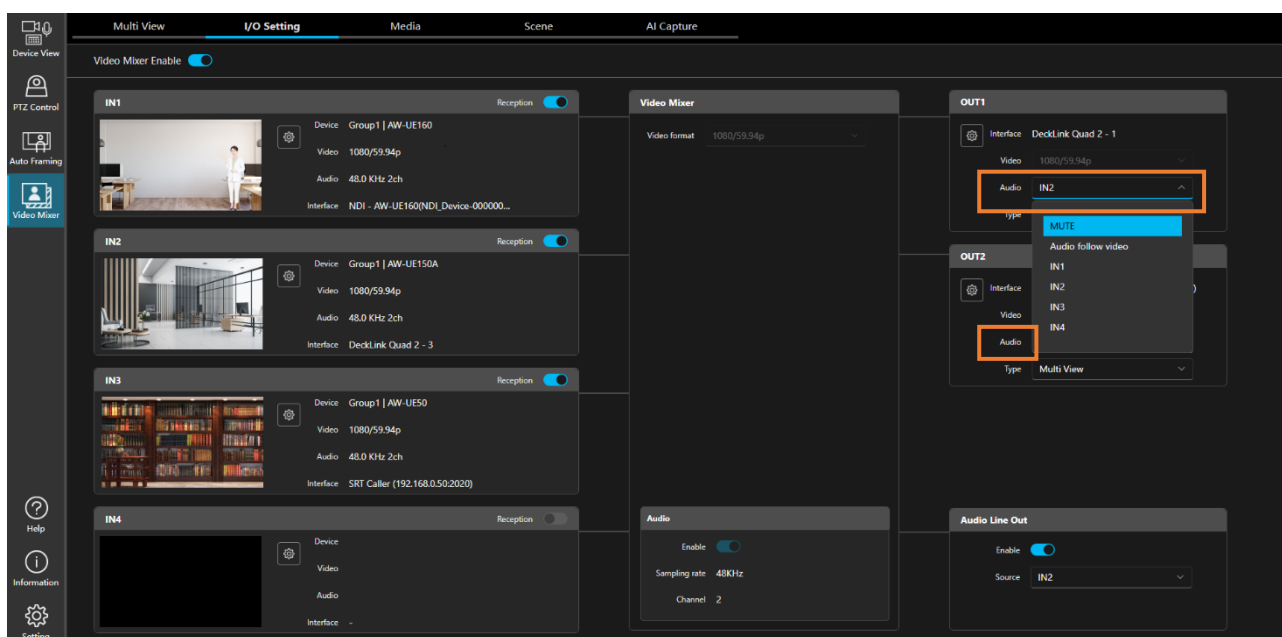 Multi View I/O Setting Media Scene AI Capture
Device View
PTZ Control
Auto Framing
Video Mixer
Help
Information
Setting
Video Mixer Enable
IN1 Reception
Device Group1 | AW-UE160
Video 1080/59.94p
Audio 48.0 KHz 2ch
Interface NDI - AW-UE160(NDI_Device-000000...
IN2 Reception
Device Group1 | AW-UE150A
Video 1080/59.94p
Audio 48.0 KHz 2ch
Interface DeckLink Quad 2 - 3
IN3 Reception
Device Group1 | AW-UE50
Video 1080/59.94p
Audio 48.0 KHz 2ch
Interface SRT Caller (192.168.0.50:2020)
IN4 Reception
Device
Video
Audio
Interface -
Video Mixer
Video format 1080/59.94p
Audio
Enable
Sampling rate 48KHz
Channel 2
OUT1
Interface DeckLink Quad 2 - 1
Video 1080/59.94p
Audio IN2
Type
MUTE
Audio follow video
IN1
IN2
IN3
IN4
OUT2
Interface )
Video
Audio
Type Multi View
Audio Line Out
Enable
Source IN2